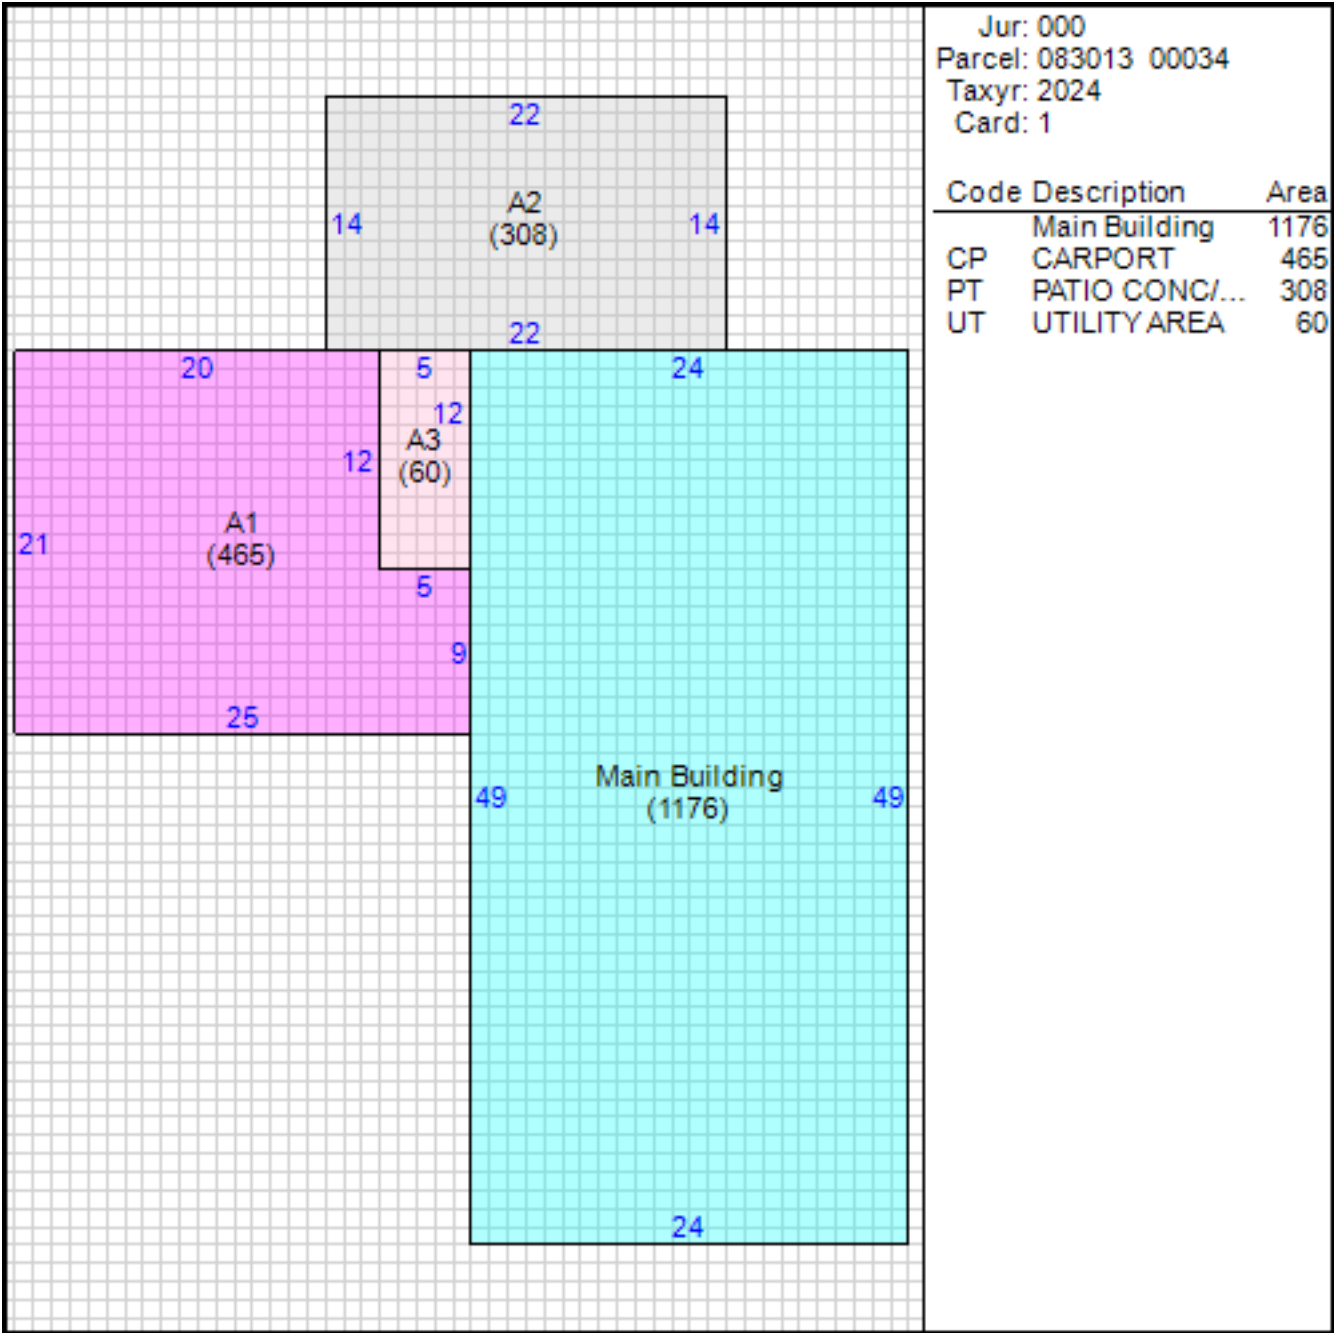 Jur: 000
Parcel: 083013 00034
Taxyr: 2024
Card: 1
Code Description Area
Main Building 1176
CP CARPORT 465
PT PATIO CONC/... 308
UT UTILITY AREA 60
22
14
A2
(308)
14
22
20
5
24
12
12
A3
(60)
21
A1
(465)
5
9
25
49
Main Building
(1176)
49
24